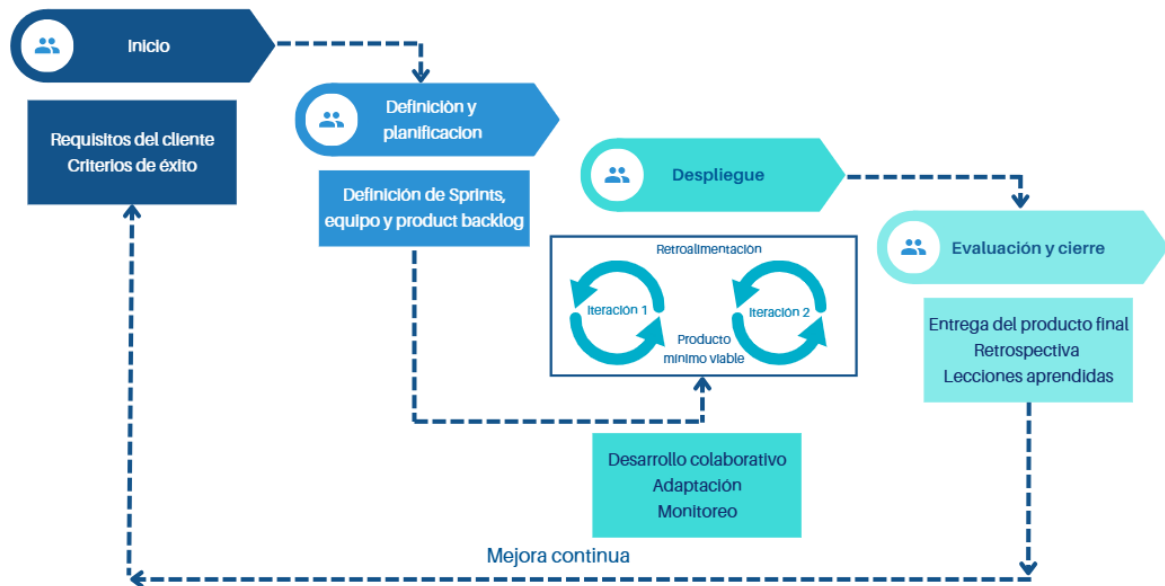 Inicio
Requisitos del cliente
Criterios de éxito
Definición y
planificacion
Definición de Sprints,
equipo y product backlog
Despliegue
Retroalimentación
Iteración 1
Iteración 2
Producto
mínimo viable
Desarrollo colaborativo
Adaptación
Monitoreo
Evaluación y cierre
Entrega del producto final
Retrospectiva
Lecciones aprendidas
Mejora continua